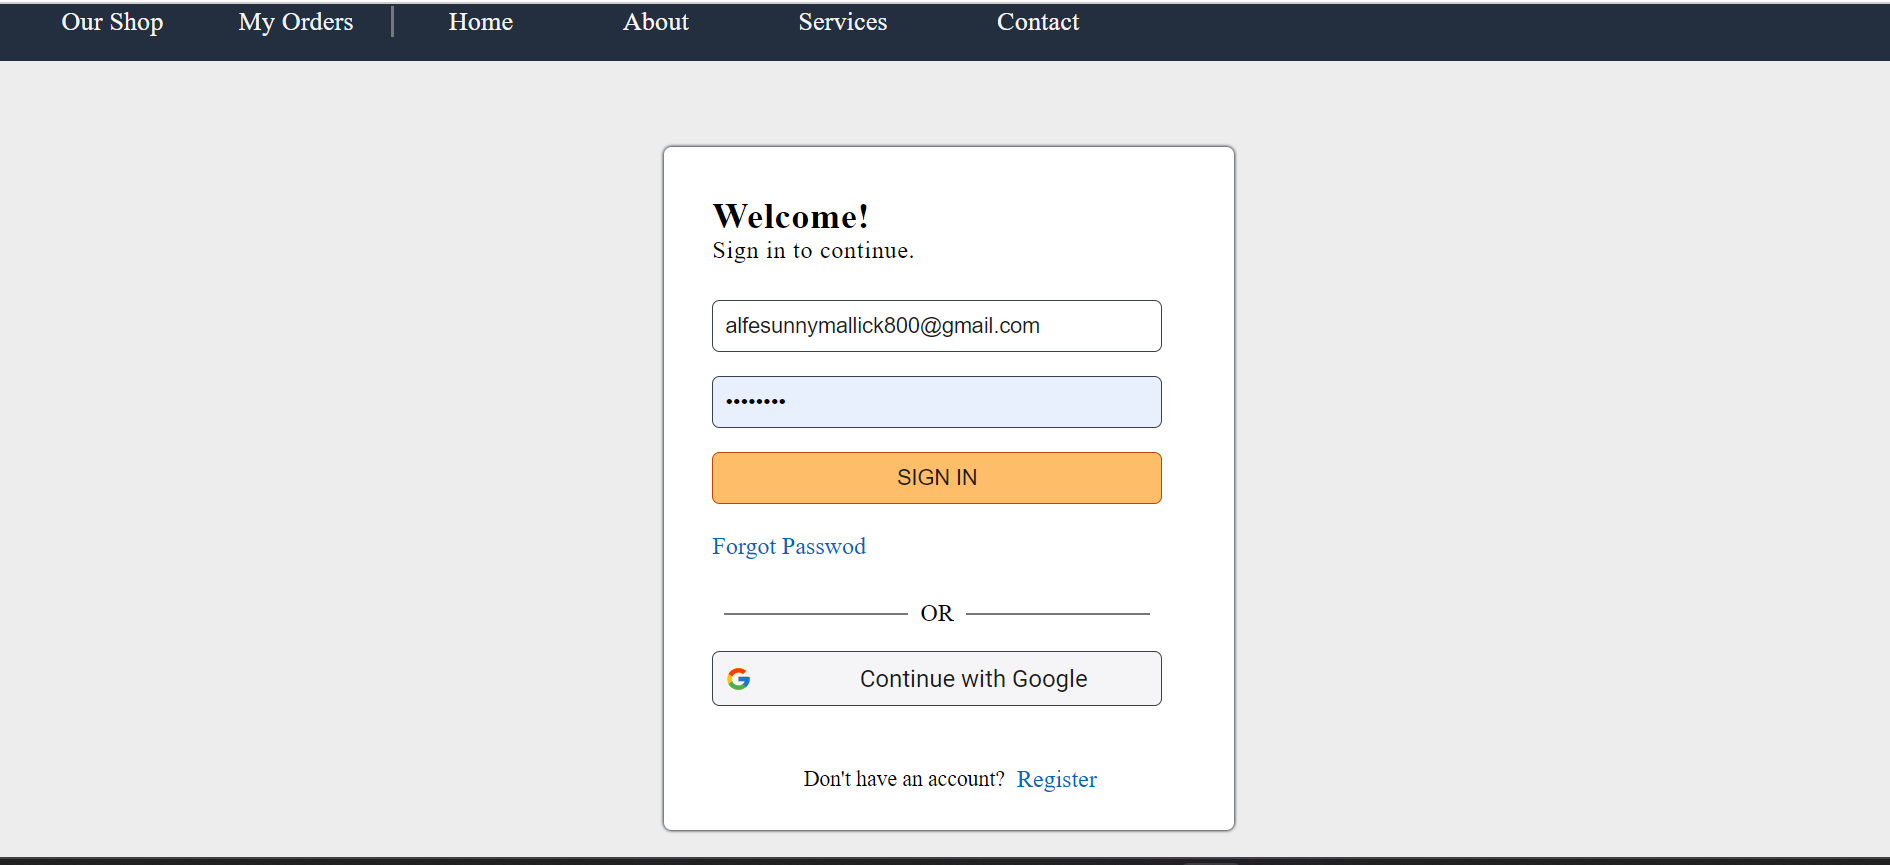 Our Shop My Orders Home About Services Contact
Welcome!
Sign in to continue.
alfesunnymallick800@gmail.com
••••••••
SIGN IN
Forgot Passwod
OR
Continue with Google
Don't have an account? Register